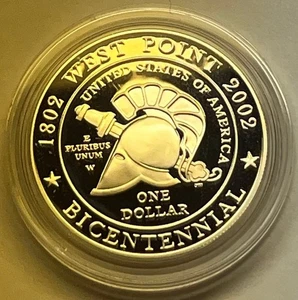 1802 WEST POINT 2002
UNITED STATES OF AMERICA
E
PLURIBUS
UNUM
W
ONE
DOLLAR
★ BICENTENNIAL ★